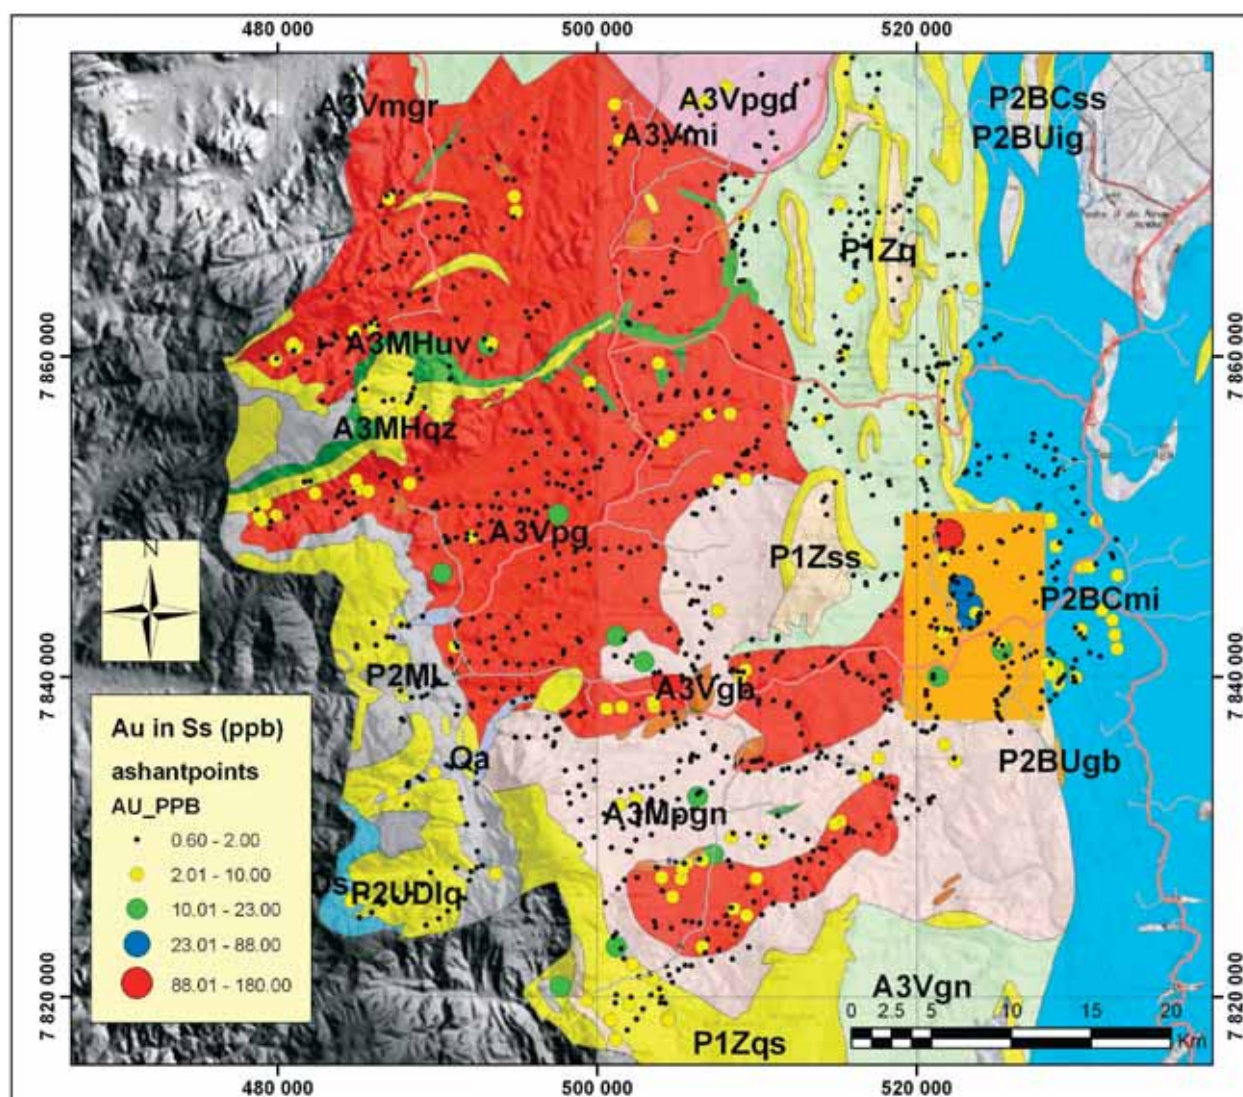 480 000 500 000 520 000
A3Vmgr
A3Vpgd
A3Vmi
P2BCss
P2BUig
P1Zq
7 860 000
7 860 000
A3MHuv
A3MHqz
A3Vpg
P1Zss
N
P2BCmi
7 840 000
7 840 000
P2ML
A3Vgb
Qa
P2BUgb
A3Mpgn
Au in Ss (ppb)
ashantpoints
AU_PPB
0.60 - 2.00
2.01 - 10.00
10.01 - 23.00
23.01 - 88.00
88.01 - 180.00
P2UDlq
A3Vgn
7 820 000
7 820 000
0 2.5 5 10 15 20
Km
P1Zqs
480 000 500 000 520 000